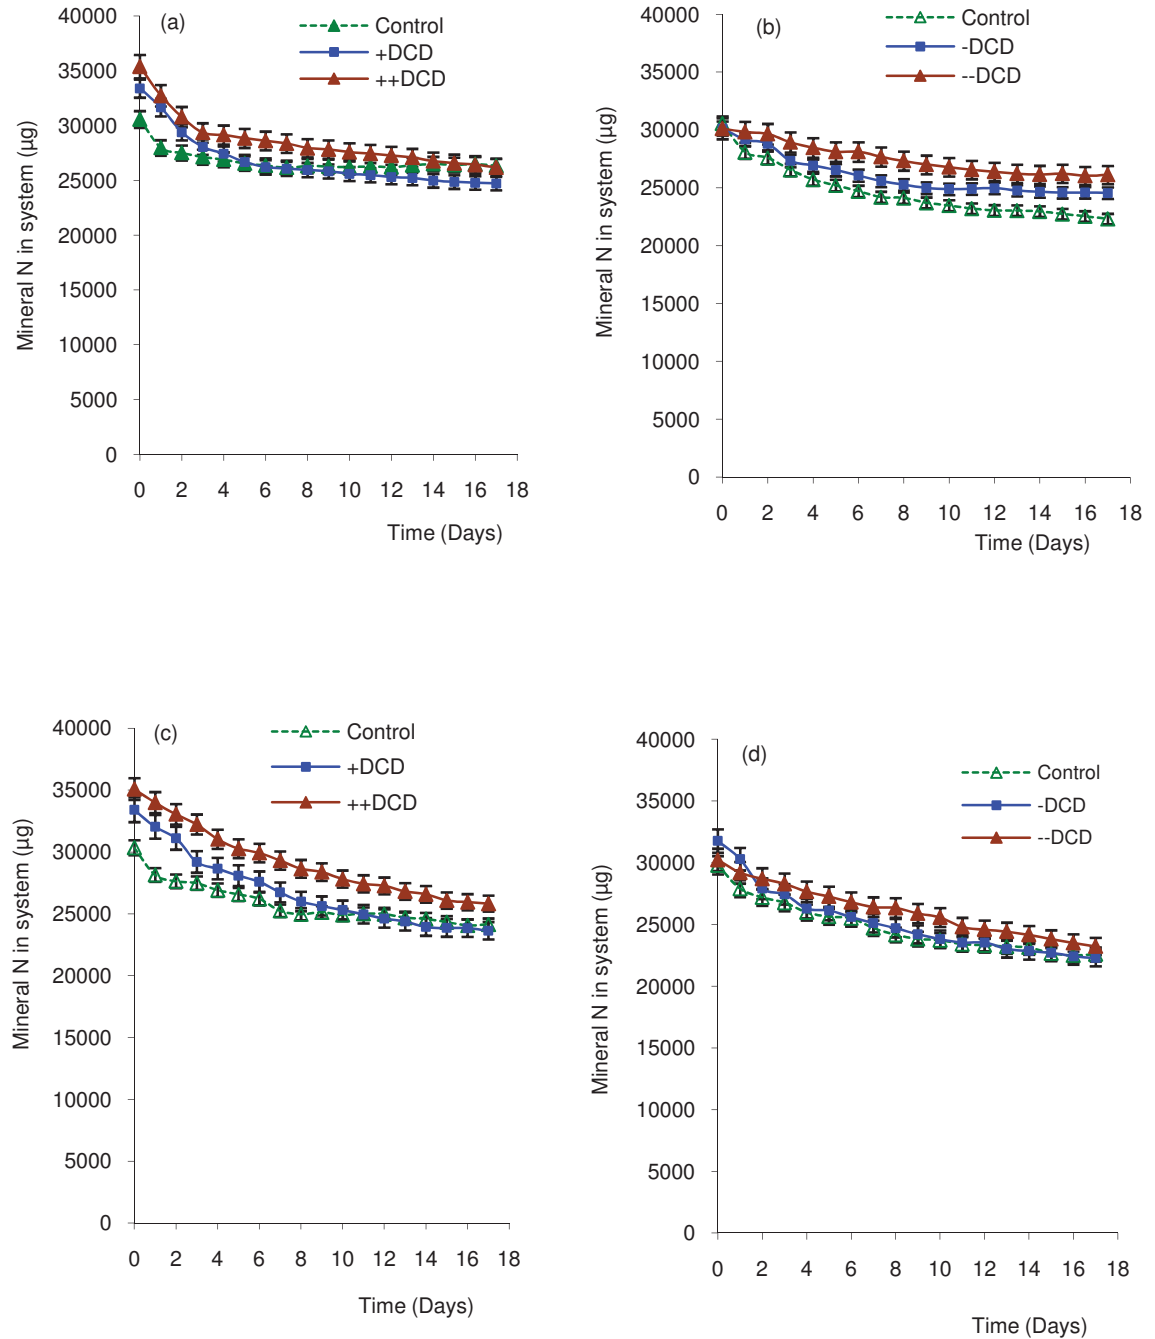 (a)
Control
+DCD
++DCD
40000
35000
30000
25000
20000
15000
10000
5000
0
Mineral N in system (µg)
0 2 4 6 8 10 12 14 16 18
Time (Days)
(b)
Control
-DCD
--DCD
40000
35000
30000
25000
20000
15000
10000
5000
0
Mineral N in system (µg)
0 2 4 6 8 10 12 14 16 18
Time (Days)
(c)
Control
+DCD
++DCD
40000
35000
30000
25000
20000
15000
10000
5000
0
Mineral N in system (µg)
0 2 4 6 8 10 12 14 16 18
Time (Days)
(d)
Control
-DCD
--DCD
40000
35000
30000
25000
20000
15000
10000
5000
0
Mineral N in system (µg)
0 2 4 6 8 10 12 14 16 18
Time (Days)